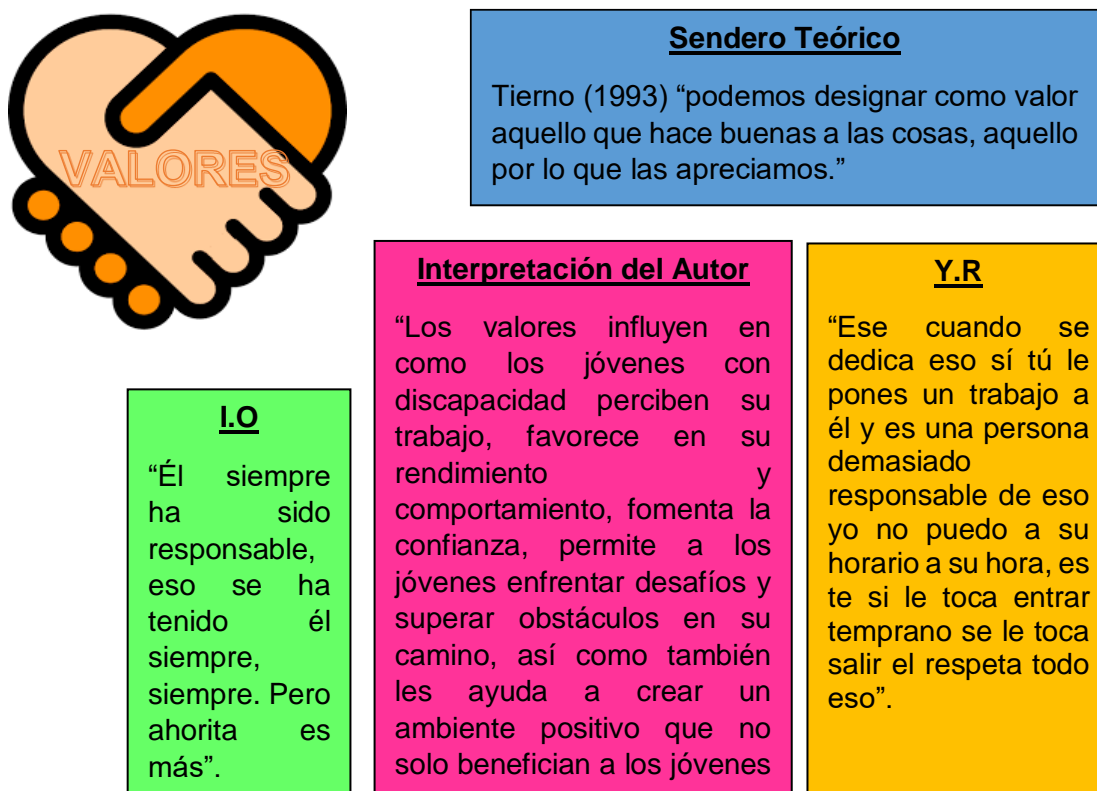 VALORES
Sendero Teórico
Tierno (1993) “podemos designar como valor
aquello que hace buenas a las cosas, aquello
por lo que las apreciamos.”
I.O
“Él siempre
ha sido
responsable,
eso se ha
tenido él
siempre,
siempre. Pero
ahorita es
más”.
Interpretación del Autor
“Los valores influyen en
como los jóvenes con
discapacidad perciben su
trabajo, favorece en su
rendimiento y
comportamiento, fomenta la
confianza, permite a los
jóvenes enfrentar desafíos y
superar obstáculos en su
camino, así como también
les ayuda a crear un
ambiente positivo que no
solo benefician a los jóvenes
Y.R
“Ese cuando se
dedica eso sí tú le
pones un trabajo a
él y es una persona
demasiado
responsable de eso
yo no puedo a su
horario a su hora, es
te si le toca entrar
temprano se le toca
salir el respeta todo
eso”.